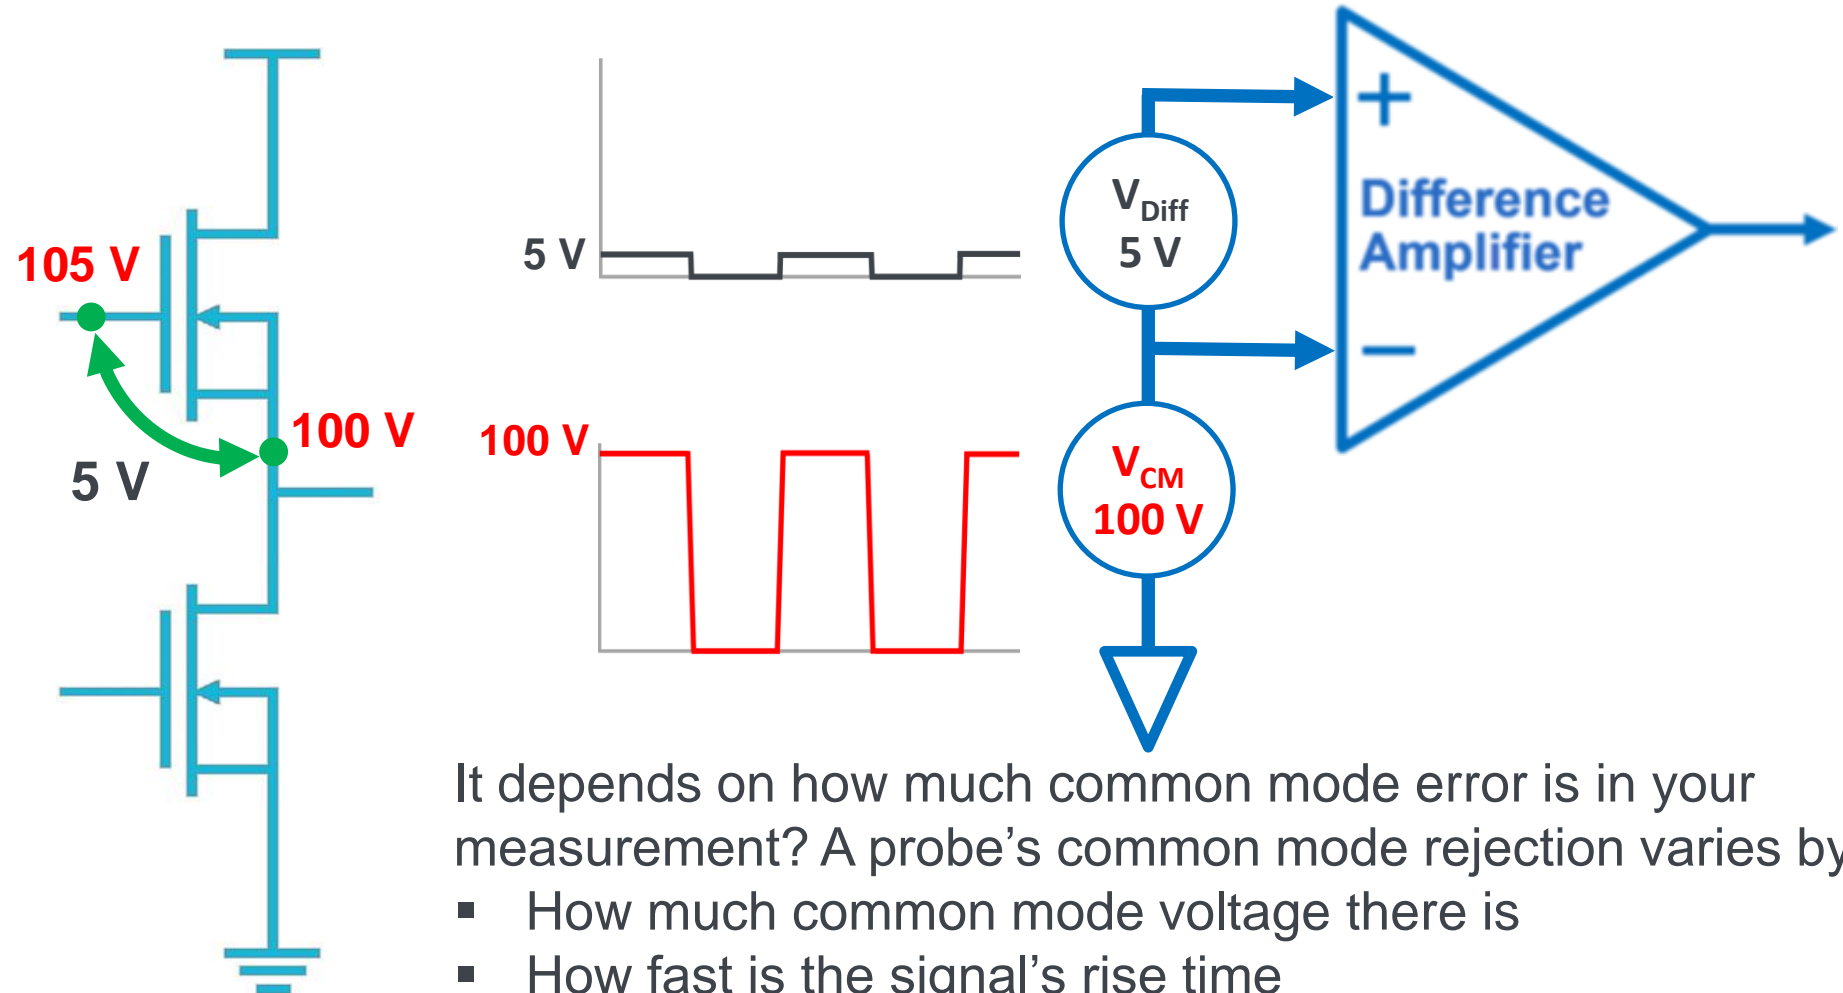 105 V
100 V
5 V
5 V
100 V
V Diff
5 V
V CM
100 V
+
Difference
Amplifier
−
It depends on how much common mode error is in your
measurement? A probe’s common mode rejection varies by
▪ How much common mode voltage there is
▪ How fast is the signal’s rise time